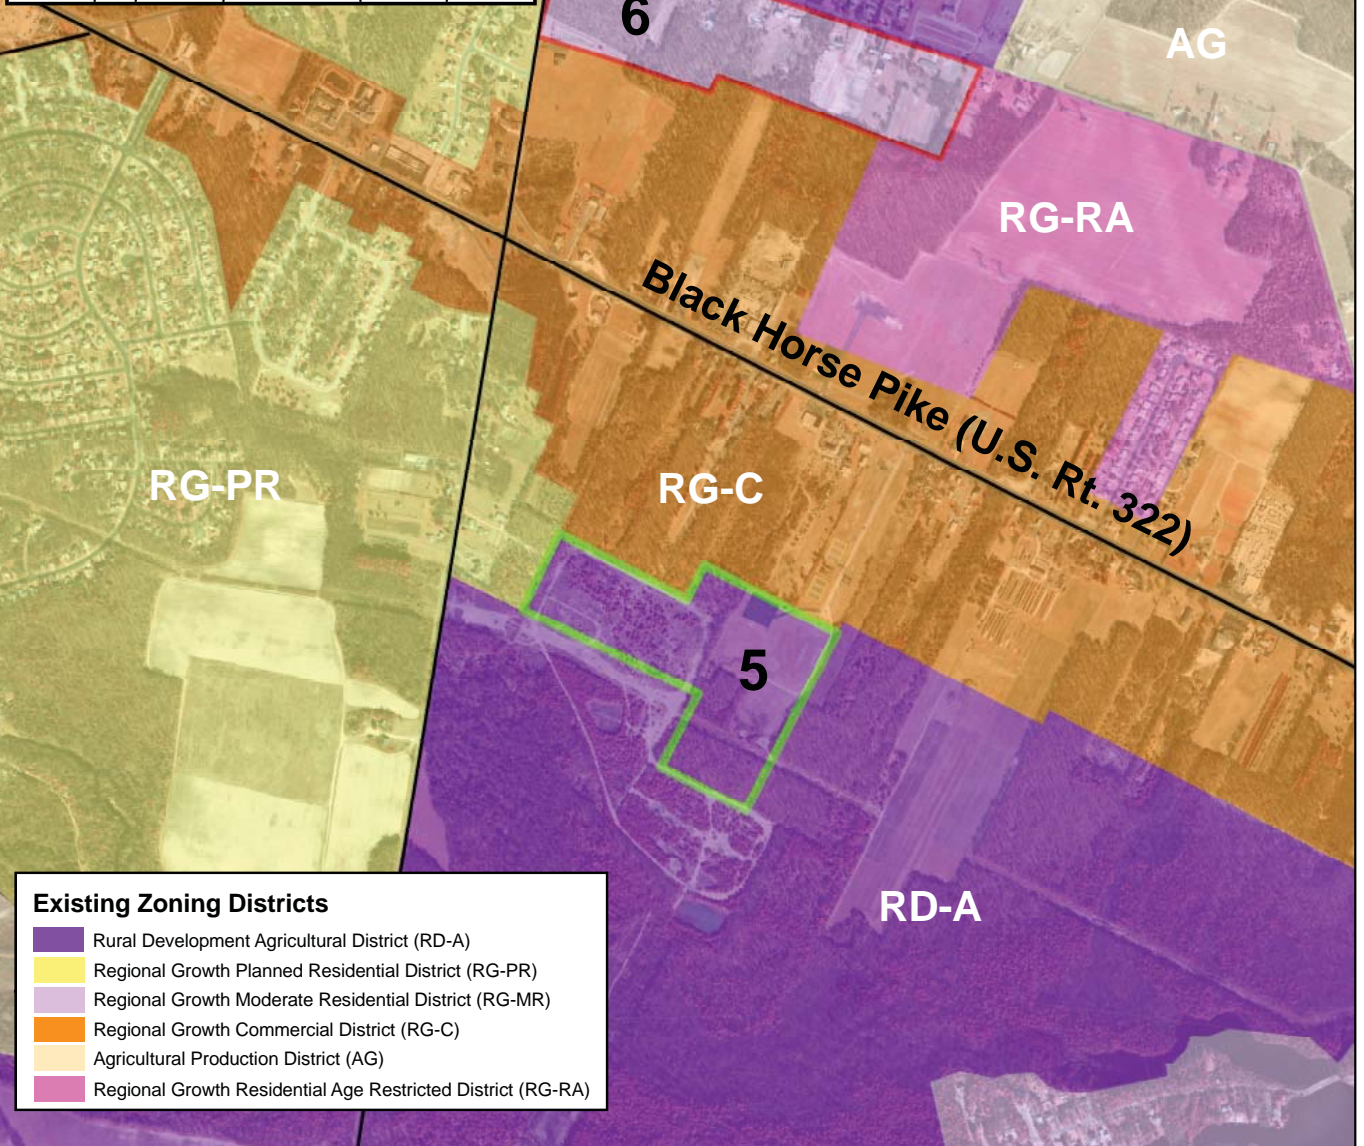 6
AG
RG-RA
Black Horse Pike (U.S. Rt. 322)
RG-PR
RG-C
5
RD-A
Existing Zoning Districts
Rural Development Agricultural District (RD-A)
Regional Growth Planned Residential District (RG-PR)
Regional Growth Moderate Residential District (RG-MR)
Regional Growth Commercial District (RG-C)
Agricultural Production District (AG)
Regional Growth Residential Age Restricted District (RG-RA)